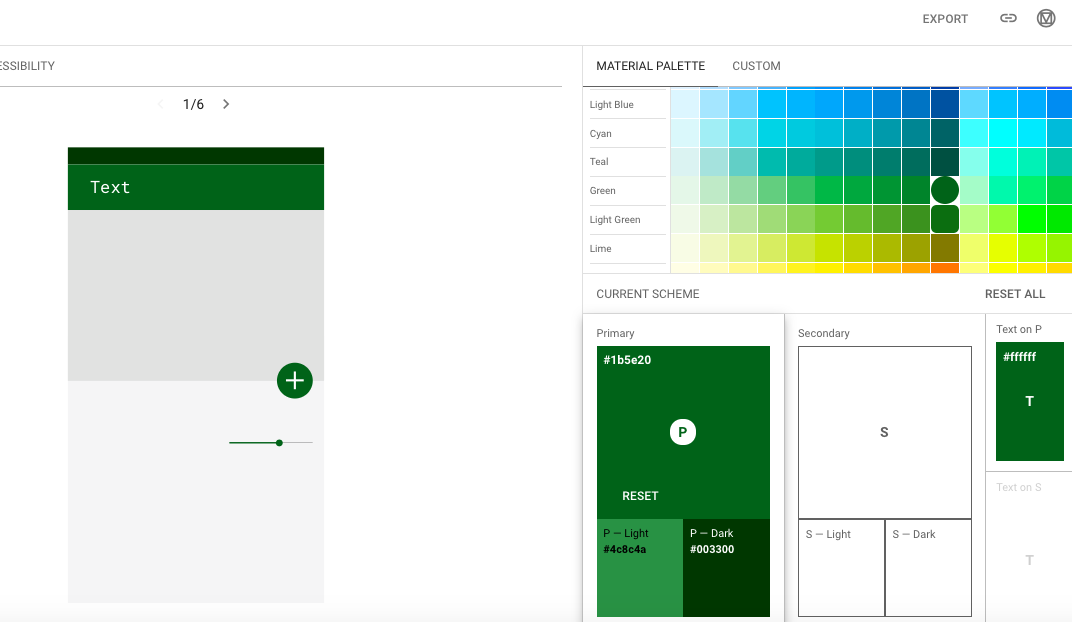 EXPORT
ESSIBILITY
MATERIAL PALETTE
CUSTOM
1/6
Text
Light Blue
Cyan
Teal
Green
Light Green
Lime
CURRENT SCHEME
RESET ALL
Primary
#1b5e20
P
RESET
P — Light
#4c8c4a
P — Dark
#003300
Secondary
S
S — Light
S — Dark
Text on P
#ffffff
T
Text on S
T